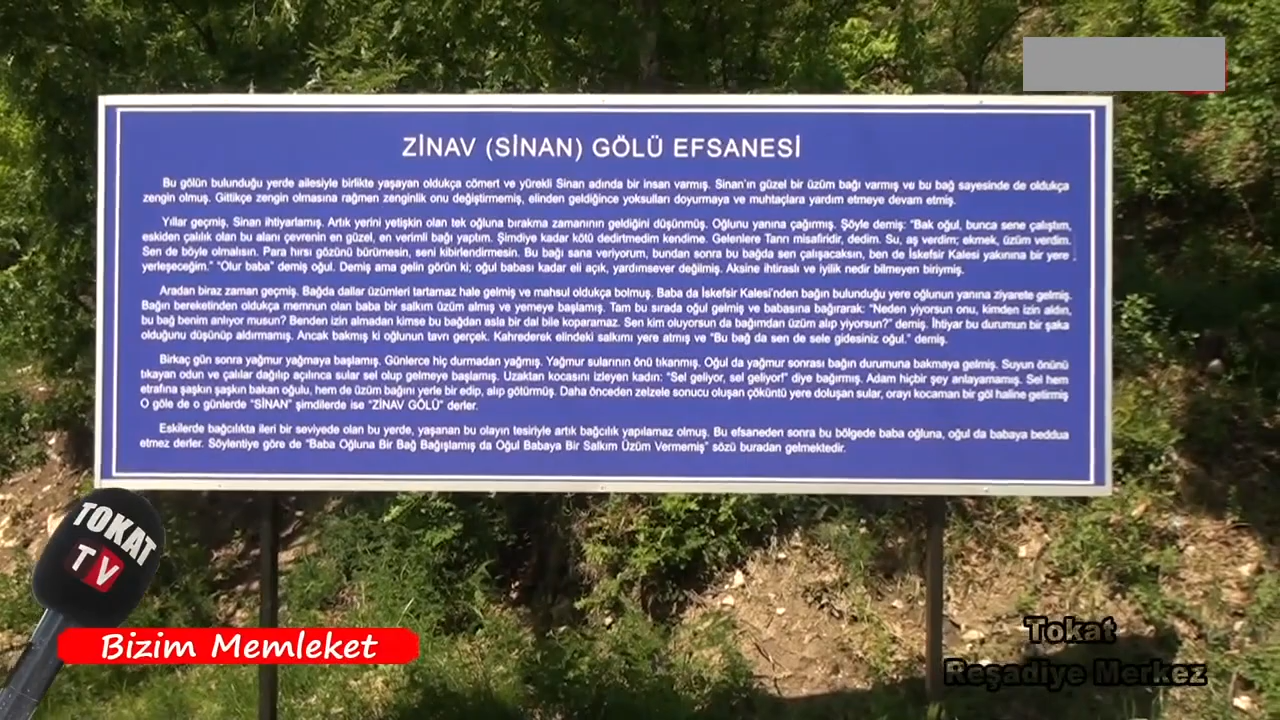 ZİNAV (SİNAN) GÖLÜ EFSANESİ
Bu gölün bulunduğu yerde ailesiyle birlikte yaşayan oldukça cömert ve yürekli Sinan adında bir insan varmış. Sinan'ın güzel bir üzüm bağı varmış ve bu bağ sayesinde de oldukça
zengin olmuş. Gittikçe zengin olmasına rağmen zenginlik onu değiştirmemiş, elinden geldiğince yoksulları doyurmaya ve muhtaçlara yardım etmeye devam etmiş.
Yıllar geçmiş, Sinan ihtiyarlamış. Artık yerini yetişkin olan tek oğluna bırakma zamanının geldiğini düşünmüş. Oğlunu yanına çağırmış. Şöyle demiş: "Bak oğul, bunca sene çalıştım,
eskiden çalılık olan bu alanı çevrenin en güzel, en verimli bağı yaptım. Şimdiye kadar kötü dedirtmedim kendime. Gelenlere Tanrı misafiridir, dedim. Su, aş verdim; ekmek, üzüm verdim.
Sen de böyle olmalısın. Para hırsı gözünü bürümesin, seni kibirlendirmesin. Bu bağı sana veriyorum, bundan sonra bu bağda sen çalışacaksın, ben de İskefsir Kalesi yakınına bir yere
yerleşeceğim." "Olur baba" demiş oğul. Demiş ama gelin görün ki; oğul babası kadar eli açık, yardımsever değilmiş. Aksine ihtiraslı ve iyilik nedir bilmeyen biriymiş.
Aradan biraz zaman geçmiş. Bağda dallar üzümleri tartamaz hale gelmiş ve mahsul oldukça bolmuş. Baba da İskefsir Kalesi'nden bağın bulunduğu yere oğlunun yanına ziyarete gelmiş.
Bağın bereketinden oldukça memnun olan baba bir salkım üzüm almış ve yemeye başlamış. Tam bu sırada oğul gelmiş ve babasına bağırarak: "Neden yiyorsun onu, kimden izin aldın,
bu bağ benim anlıyor musun? Benden izin almadan kimse bu bağdan asla bir dal bile koparamaz. Sen kim oluyorsun da bağımdan üzüm alıp yiyorsun?" demiş. İhtiyar bu durumun bir şaka
olduğunu düşünüp aldırmamış. Ancak bakmış ki oğlunun tavrı gerçek. Kahrederek elindeki salkımı yere atmış ve "Bu bağ da sen de sele gidesiniz oğul." demiş.
Birkaç gün sonra yağmur yağmaya başlamış. Günlerce hiç durmadan yağmış. Yağmur sularının önü tıkanmış. Oğul da yağmur sonrası bağın durumuna bakmaya gelmiş. Suyun önünü
tıkayan odun ve çalılar dağılıp açılınca sular sel olup gelmeye başlamış. Uzaktan kocasını izleyen kadın: "Sel geliyor, sel geliyor!" diye bağırmış. Adam hiçbir şey anlayamamış. Sel hem
etrafına şaşkın şaşkın bakan oğulu, hem de üzüm bağını yerle bir edip, alıp götürmüş. Daha önceden zelzele sonucu oluşan çöküntü yere doluşan sular, orayı kocaman bir göl haline getirmiş
O göle de o günlerde "SİNAN" şimdilerde ise "ZİNAV GÖLÜ" derler.
Eskilerde bağcılıkta ileri bir seviyede olan bu yerde, yaşanan bu olayın tesiriyle artık bağcılık yapılamaz olmuş. Bu efsaneden sonra bu bölgede baba oğluna, oğul da babaya beddua
etmez derler. Söylentiye göre de "Baba Oğluna Bir Bağ Bağışlamış da Oğul Babaya Bir Salkım Üzüm Vermemiş" sözü buradan gelmektedir.
TOKAT
TV
Bizim Memleket
Tokat
Reşadiye Merkez